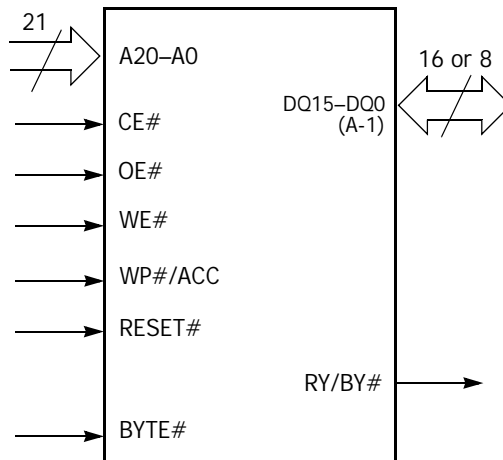 21
A20–A0
16 or 8
DQ15–DQ0
(A-1)
CE#
OE#
WE#
WP#/ACC
RESET#
RY/BY#
BYTE#